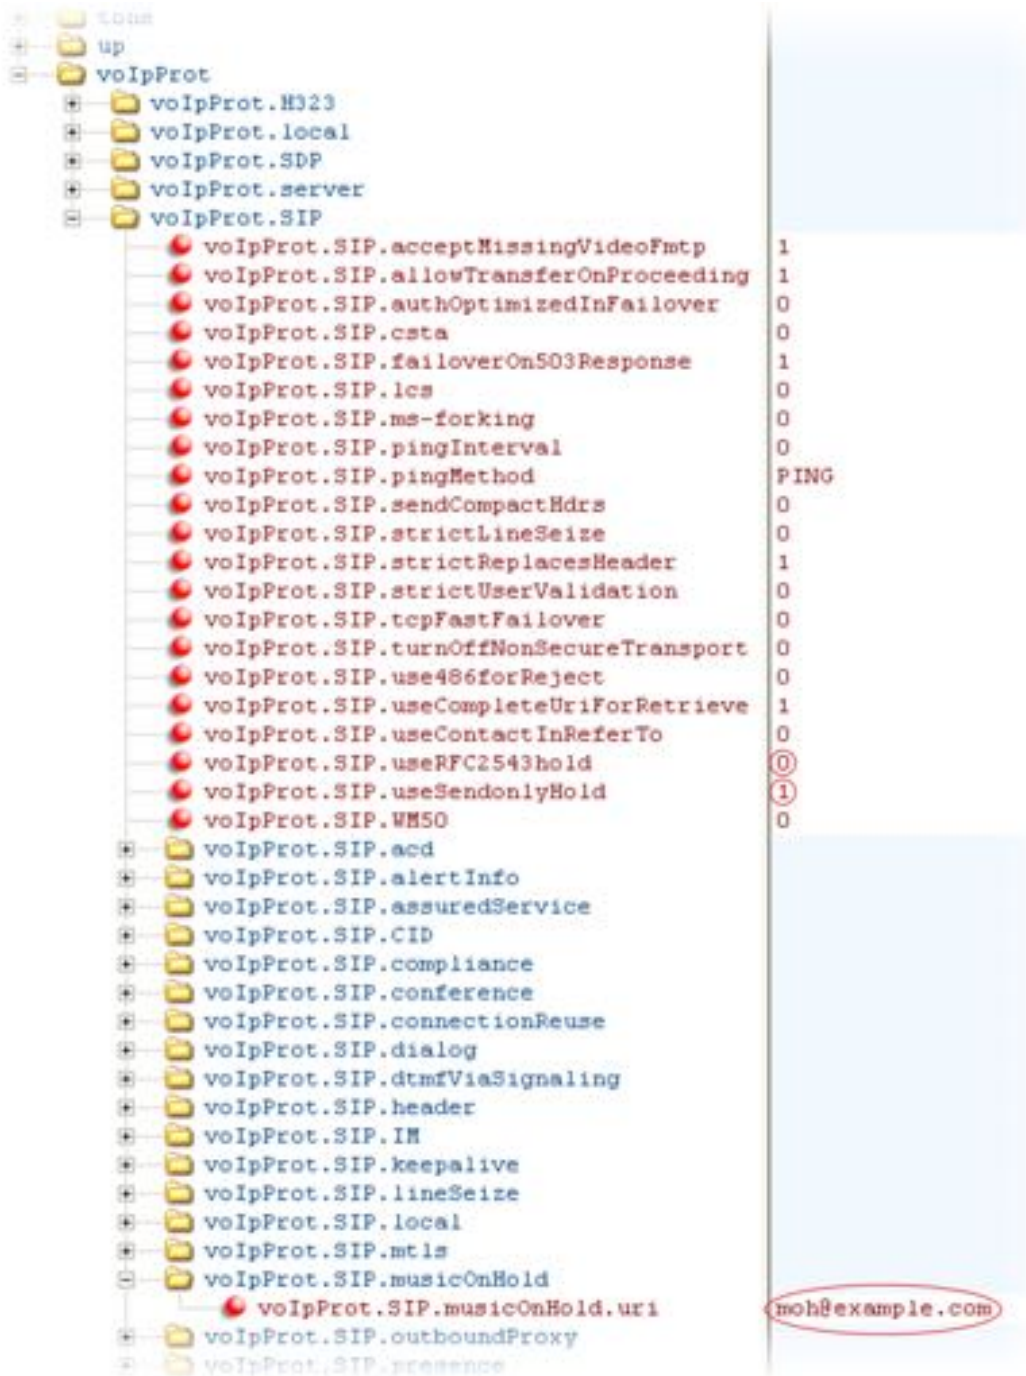 tone
up
voIpProt
voIpProt.H323
voIpProt.local
voIpProt.SDP
voIpProt.server
voIpProt.SIP
voIpProt.SIP.acceptMissingVideoFmtp 1
voIpProt.SIP.allowTransferOnProceeding 1
voIpProt.SIP.authOptimizedInFailover 0
voIpProt.SIP.csta 0
voIpProt.SIP.failoverOn503Response 1
voIpProt.SIP.lcs 0
voIpProt.SIP.ms-forking 0
voIpProt.SIP.pingInterval 0
voIpProt.SIP.pingMethod PING
voIpProt.SIP.sendCompactHdrs 0
voIpProt.SIP.strictLineSeize 0
voIpProt.SIP.strictReplacesHeader 1
voIpProt.SIP.strictUserValidation 0
voIpProt.SIP.tcpFastFailover 0
voIpProt.SIP.turnOffNonSecureTransport 0
voIpProt.SIP.use486forReject 0
voIpProt.SIP.useCompleteUriForRetrieve 1
voIpProt.SIP.useContactInReferTo 0
voIpProt.SIP.useRFC2543hold 0
voIpProt.SIP.useSendonlyHold 1
voIpProt.SIP.WM50 0
voIpProt.SIP.acd
voIpProt.SIP.alertInfo
voIpProt.SIP.assuredService
voIpProt.SIP.CID
voIpProt.SIP.compliance
voIpProt.SIP.conference
voIpProt.SIP.connectionReuse
voIpProt.SIP.dialog
voIpProt.SIP.dtmfViaSignaling
voIpProt.SIP.header
voIpProt.SIP.IM
voIpProt.SIP.keepalive
voIpProt.SIP.lineSeize
voIpProt.SIP.local
voIpProt.SIP.mtls
voIpProt.SIP.musicOnHold
voIpProt.SIP.musicOnHold.uri moh@example.com
voIpProt.SIP.outboundProxy
voIpProt.SIP.presence